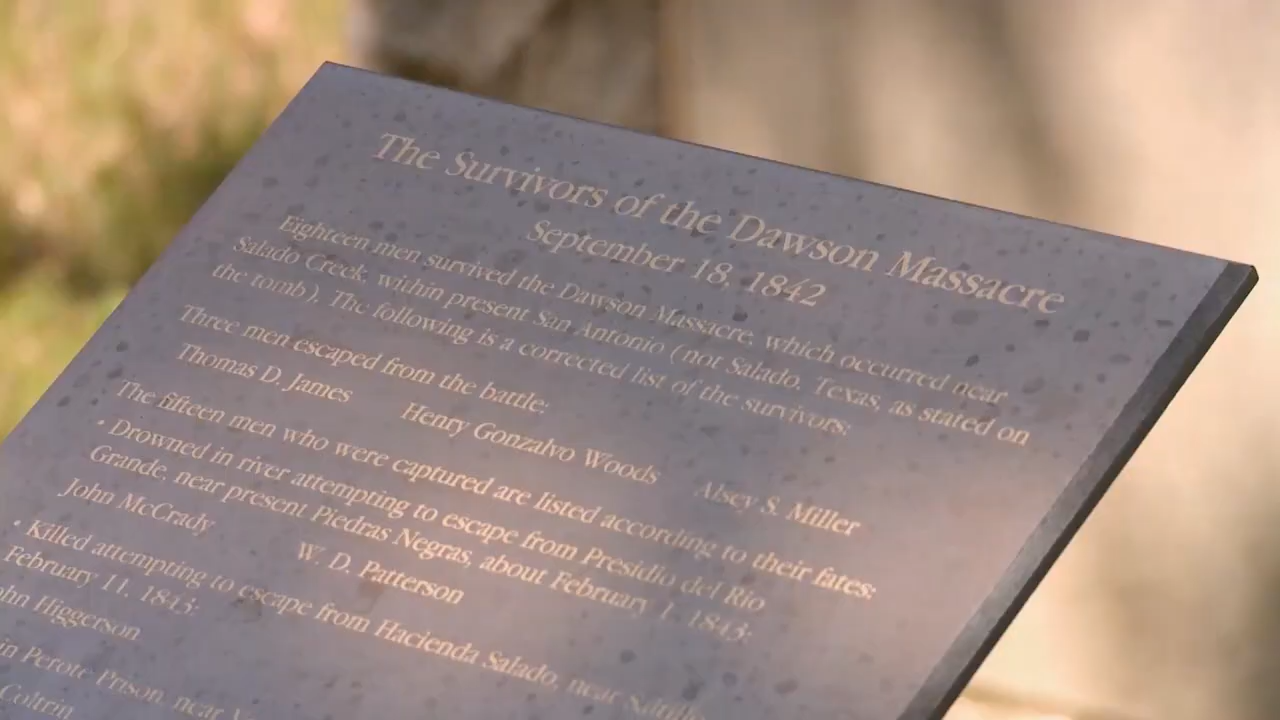 The Survivors of the Dawson Massacre
September 18, 1842
Eighteen men survived the Dawson Massacre, which occurred near
Salado Creek, within present San Antonio (not Salado, Texas, as stated on
the tomb). The following is a corrected list of the survivors:
Three men escaped from the battle:
Thomas D. James Henry Gonzalvo Woods Alsey S. Miller
The fifteen men who were captured are listed according to their fates:
• Drowned in river attempting to escape from Presidio del Rio
Grande, near present Piedras Negras, about February 1, 1843:
John McCrady W. D. Patterson
• Killed attempting to escape from Hacienda Salado, near
February 11, 1843:
Higgerson
in Perote Prison, near
Coltrin